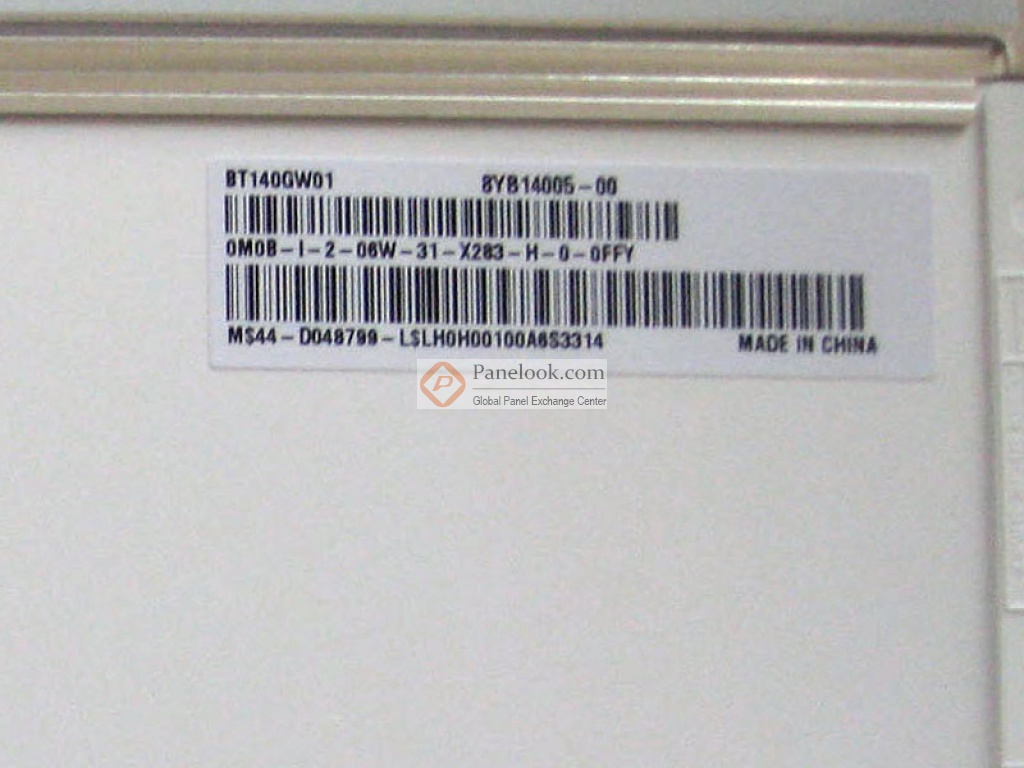 BT140GW01 8YB14005-00
0M0B-I-2-06W-31-X283-H-0-0FFY
MS44-D048799-LSLH0H00100A6S3314 MADE IN CHINA
Panelook.com
Global Panel Exchange Center